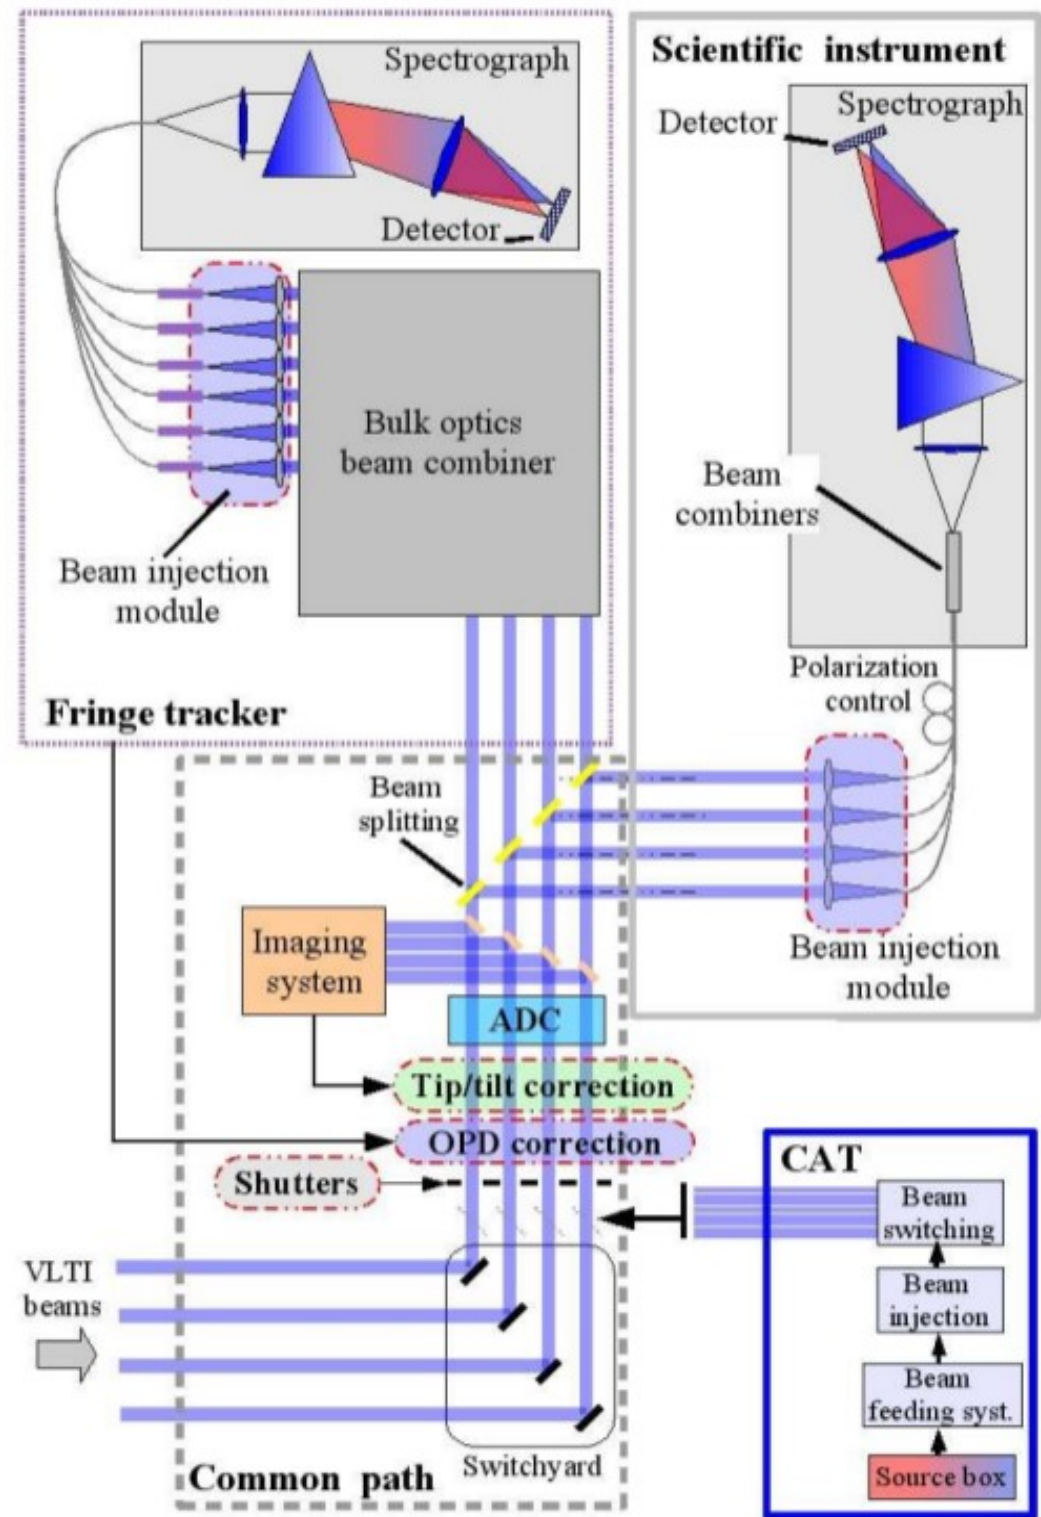 Spectrograph
Detector
Bulk optics
beam combiner
Beam injection
module
Fringe tracker
Scientific instrument
Spectrograph
Detector
Beam
combiners
Polarization
control
Beam injection
module
Beam
splitting
Imaging
system
ADC
Tip/tilt correction
OPD correction
Shutters
VLTI
beams
Switchyard
Common path
CAT
Beam
switching
Beam
injection
Beam
feeding syst.
Source box